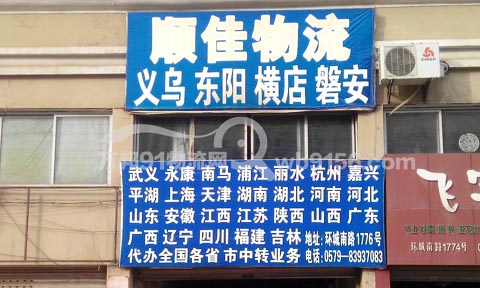 顺佳物流
义乌 东阳 横店 磐安
武义 永康 南马 浦江 丽水 杭州 嘉兴
平湖 上海 天津 湖南 湖北 河南 河北
山东 安徽 江西 江苏 陕西 山西 广东
广西 辽宁 四川 福建 吉林 地址:环城南路1776号
代办全国各省市中转业务 电话:0579-83937083
环城南路1774号